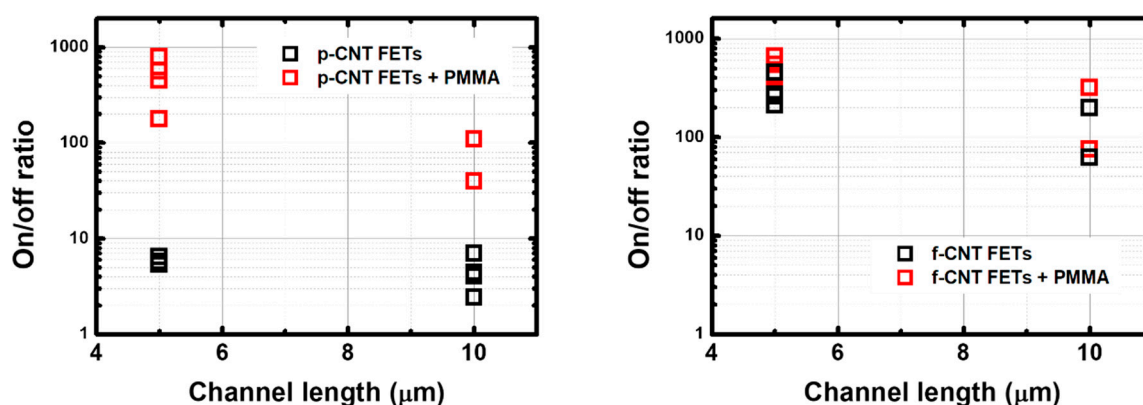 1000
100
10
1
On/off ratio
p-CNT FETs
p-CNT FETs + PMMA
4 6 8 10
Channel length (μm)
1000
100
10
1
On/off ratio
f-CNT FETs
f-CNT FETs + PMMA
4 6 8 10
Channel length (μm)